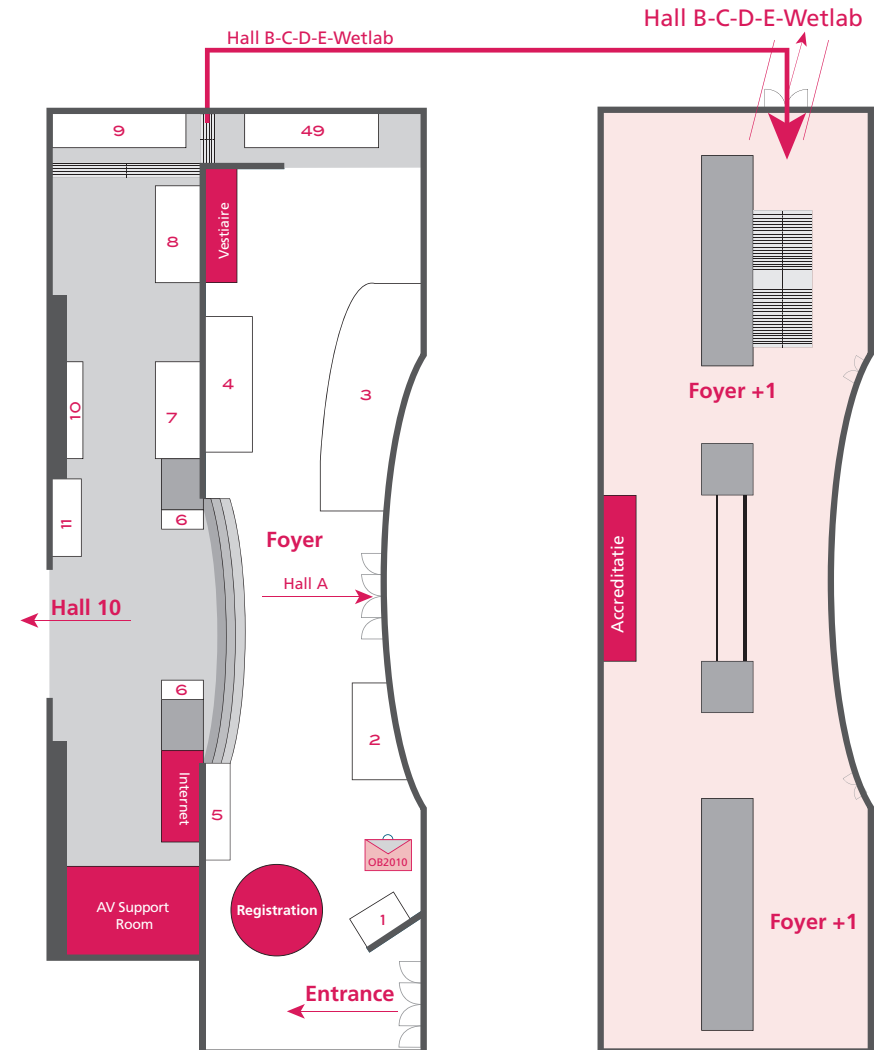 Hall B-C-D-E-Wetlab
Hall B-C-D-E-Wetlab
9
49
8
Vestiaire
4
3
10
7
Foyer +1
11
6
Foyer
Hall A
Accreditatie
Hall 10
6
2
Internet
5
OB2010
AV Support
Room
Registration
1
Foyer +1
Entrance